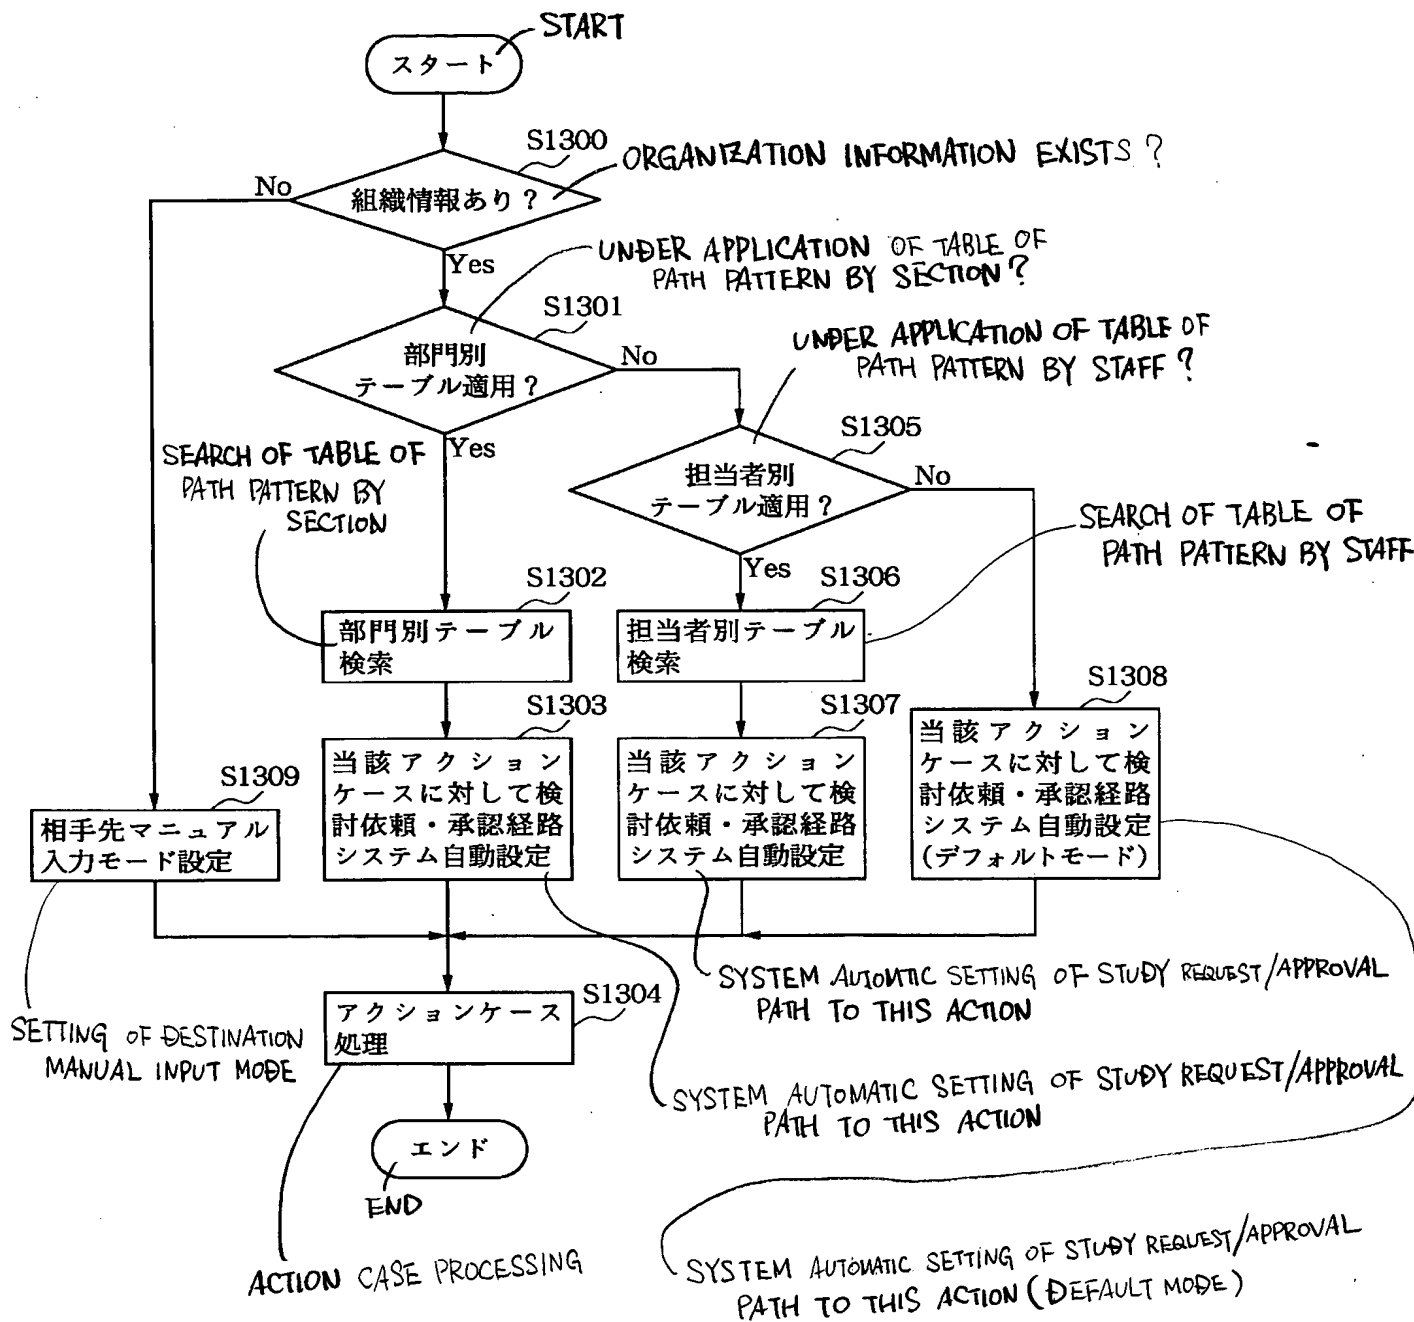 START
スタート
S1300
ORGANIZATION INFORMATION EXISTS ?
No
組織情報あり？
Yes
UNDER APPLICATION OF TABLE OF
PATH PATTERN BY SECTION ?
S1301
部門別
テーブル適用？
No
UNDER APPLICATION OF TABLE OF
PATH PATTERN BY STAFF ?
Yes
SEARCH OF TABLE OF
PATH PATTERN BY
SECTION
S1305
担当者別
テーブル適用？
No
Yes
SEARCH OF TABLE OF
PATH PATTERN BY STAFF
S1302
部門別テーブル
検索
S1306
担当者別テーブル
検索
S1303
当該アクション
ケースに対して検
討依頼・承認経路
システム自動設定
S1307
当該アクション
ケースに対して検
討依頼・承認経路
システム自動設定
S1308
当該アクション
ケースに対して検
討依頼・承認経路
システム自動設定
(デフォルトモード)
S1309
相手先マニュアル
入力モード設定
SETTING OF DESTINATION
MANUAL INPUT MODE
S1304
アクションケース
処理
SYSTEM AUTOMTIC SETTING OF STUDY REQUEST/APPROVAL
PATH TO THIS ACTION
SYSTEM AUTOMATIC SETTING OF STUDY REQUEST/APPROVAL
PATH TO THIS ACTION
エンド
END
ACTION CASE PROCESSING
SYSTEM AUTOMATIC SETTING OF STUDY REQUEST/APPROVAL
PATH TO THIS ACTION (DEFAULT MODE)